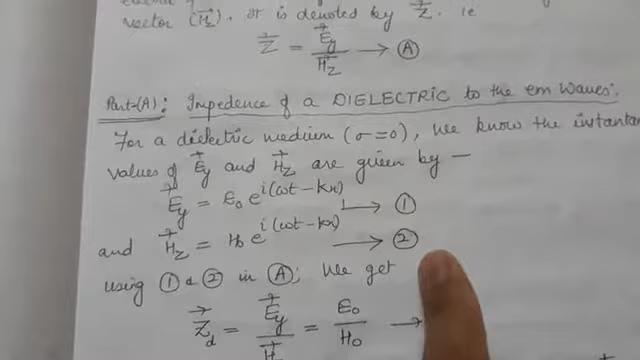 vector (H⃗z). It is denoted by Z⃗. ie
Z⃗ = E⃗y / H⃗z → Ⓐ
Part-(A): Impedence of a DIELECTRIC to the em Waves:
For a dielectric medium (σ=0), We know the instantan
values of E⃗y and H⃗z are given by —
E⃗y = E₀ e^i(ωt-kx) → ①
and H⃗z = H₀ e^i(ωt-kx) → ②
using ① & ② in Ⓐ; We get
Z⃗d = E⃗y / H⃗ = E₀ / H₀ →